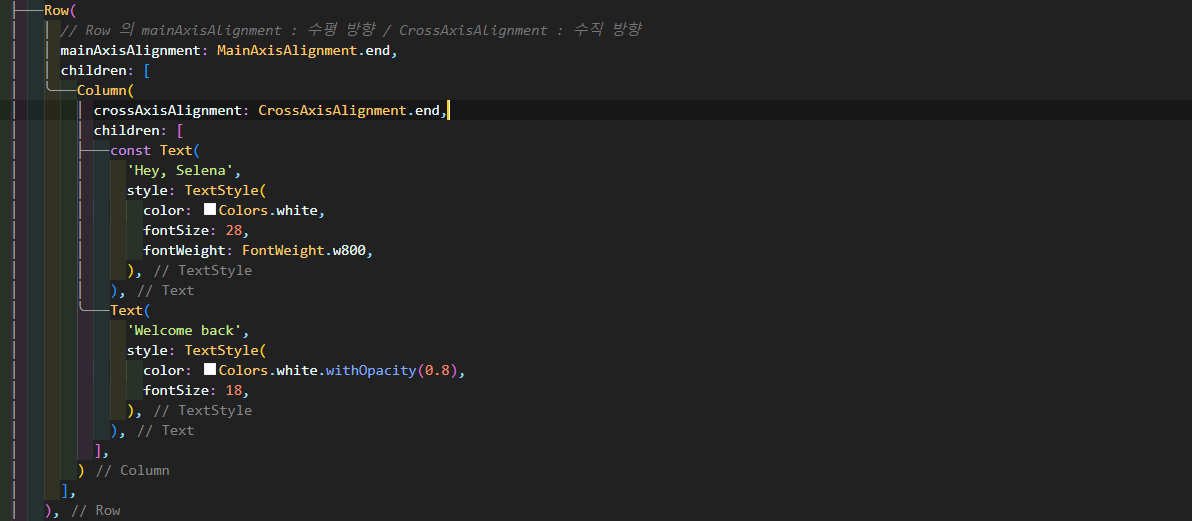 Row(
// Row 의 mainAxisAlignment : 수평 방향 / CrossAxisAlignment : 수직 방향
mainAxisAlignment: MainAxisAlignment.end,
children: [
Column(
crossAxisAlignment: CrossAxisAlignment.end,
children: [
const Text(
'Hey, Selena',
style: TextStyle(
color: Colors.white,
fontSize: 28,
fontWeight: FontWeight.w800,
), // TextStyle
), // Text
Text(
'Welcome back',
style: TextStyle(
color: Colors.white.withOpacity(0.8),
fontSize: 18,
), // TextStyle
), // Text
],
) // Column
],
), // Row